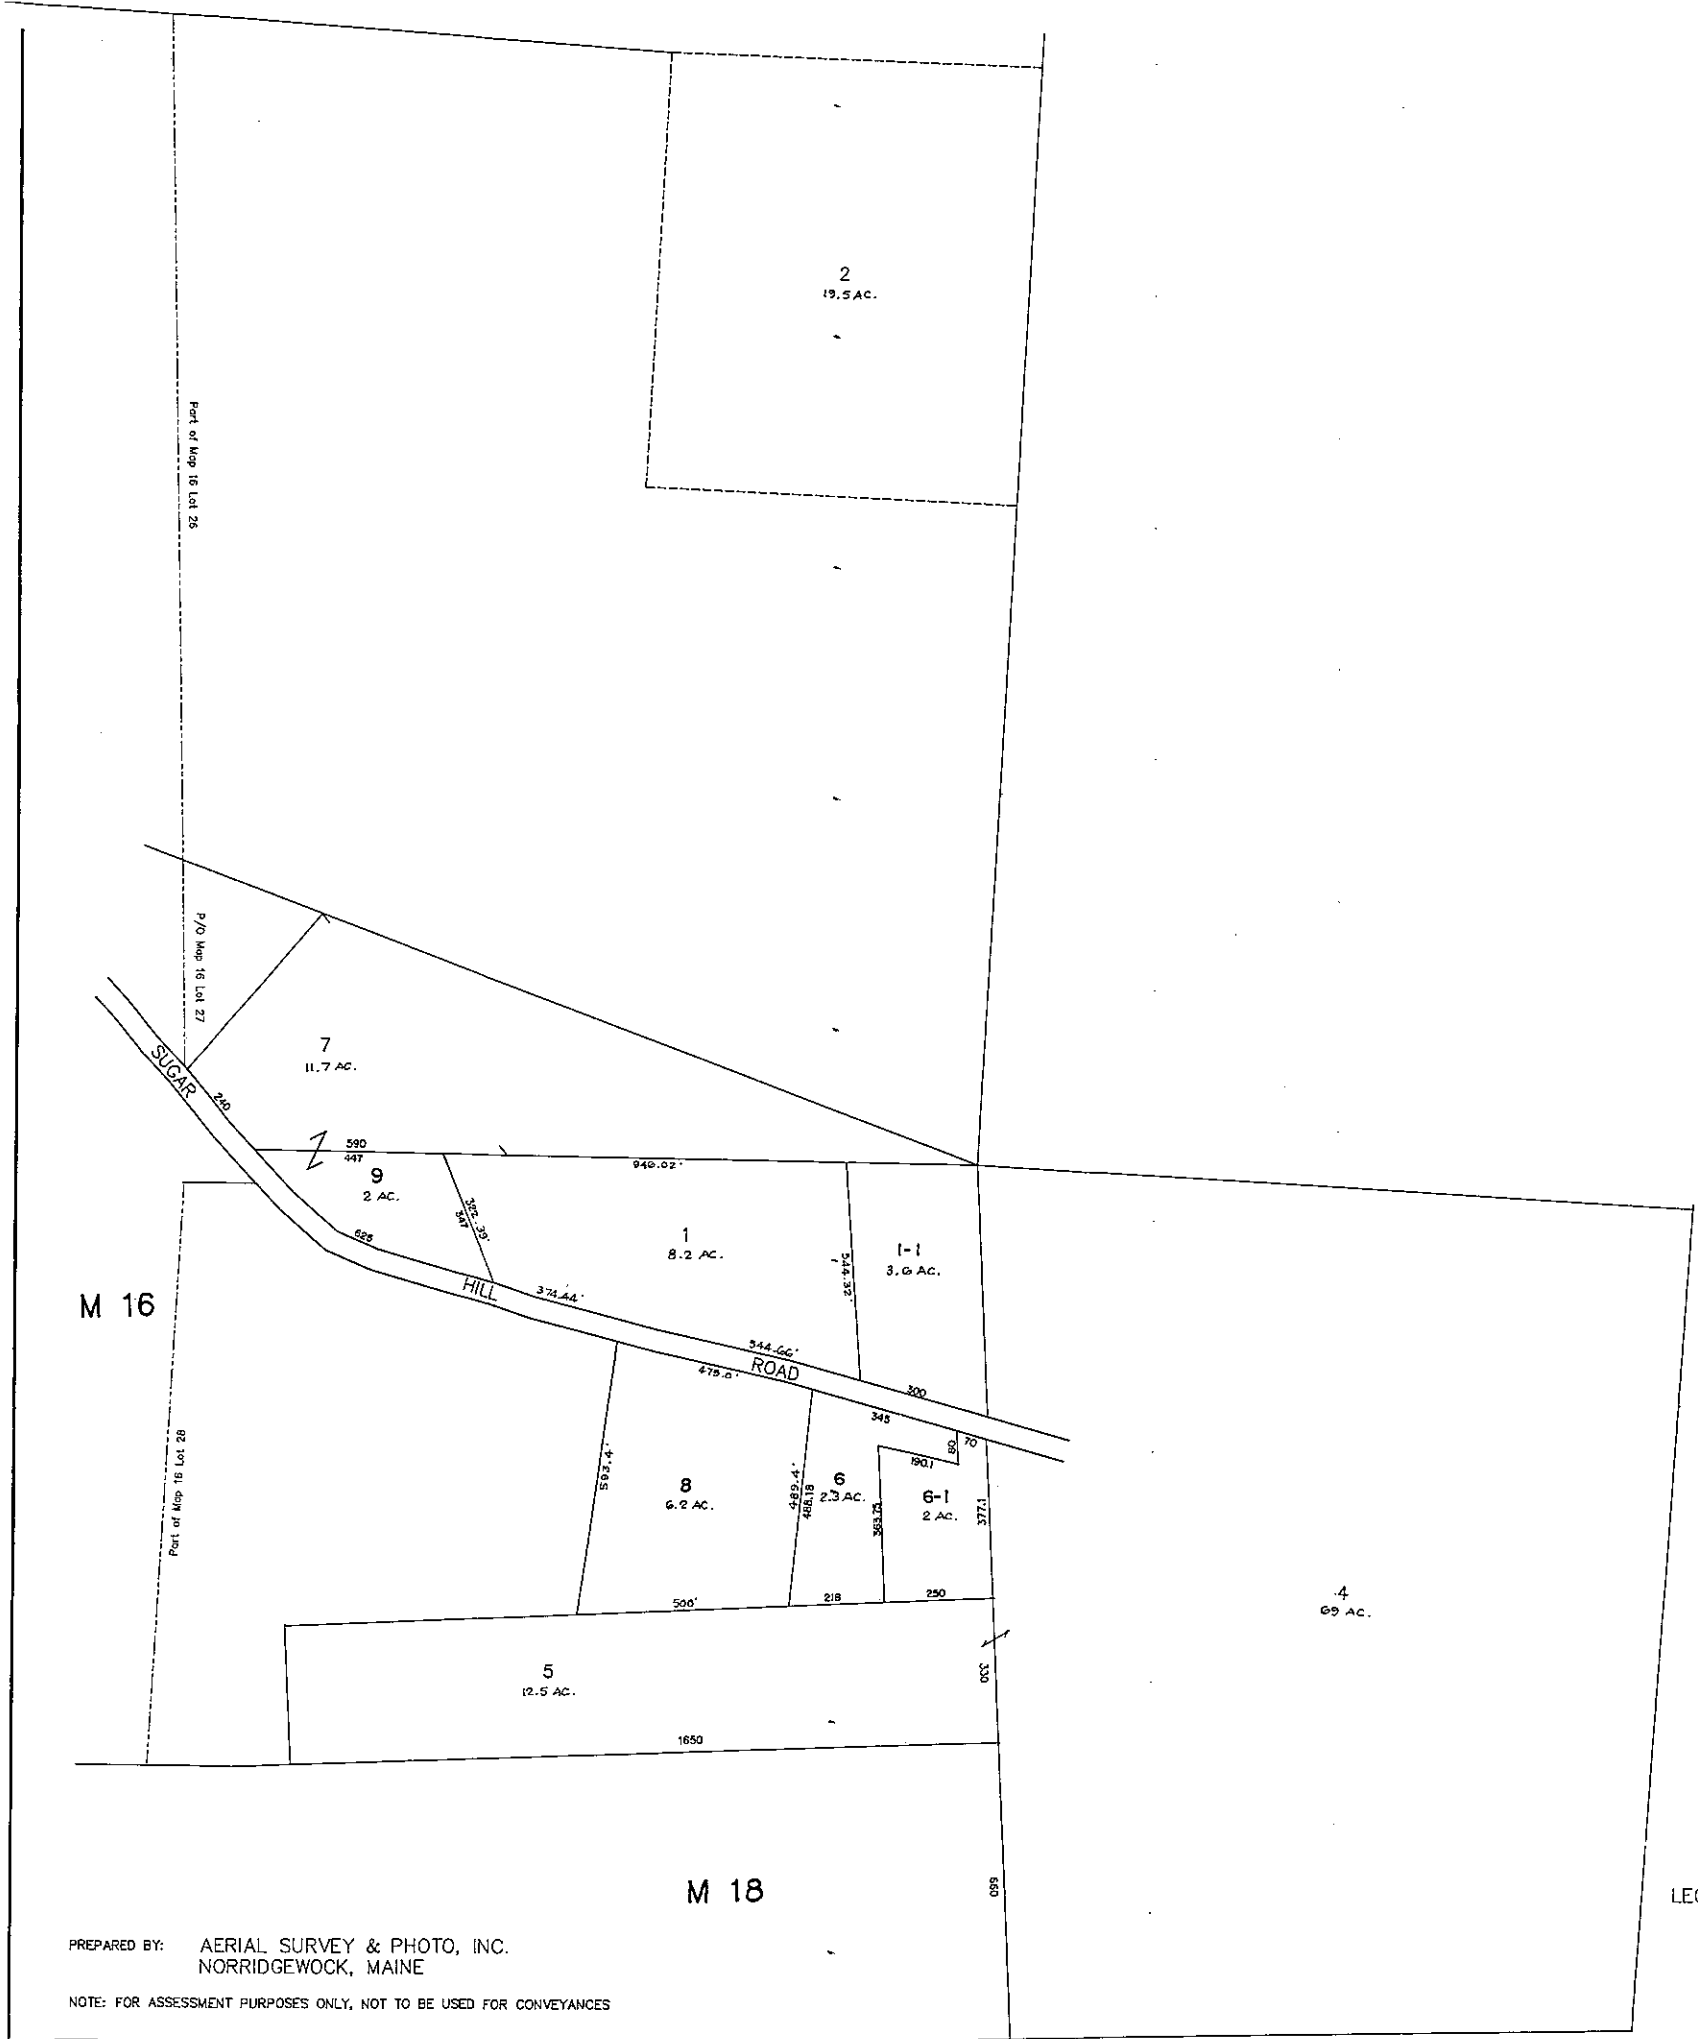 2
19.5 AC.
Part of Map 16 Lot 26
P/O Map 16 Lot 27
7
11.7 AC.
SUGAR
240
590
447
946.02'
9
2 AC.
322.39'
347
625
1
8.2 AC.
544.32'
1-1
3.6 AC.
M 16
HILL
374.44'
544.66'
ROAD
475.0'
300
345
80
70
190.1
593.4'
8
6.2 AC.
489.4'
488.18
6
2.3 AC.
363.75
6-1
2 AC.
377.1
Part of Map 16 Lot 28
500'
218
250
4
69 AC.
5
12.5 AC.
330
1650
M 18
660
LEG
PREPARED BY: AERIAL SURVEY & PHOTO, INC.
NORRIDGEWOCK, MAINE
NOTE: FOR ASSESSMENT PURPOSES ONLY, NOT TO BE USED FOR CONVEYANCES